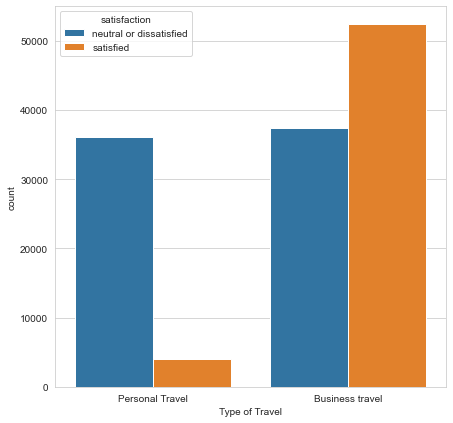 satisfaction
neutral or dissatisfied
satisfied
50000
40000
30000
20000
10000
0
count
Personal Travel
Business travel
Type of Travel